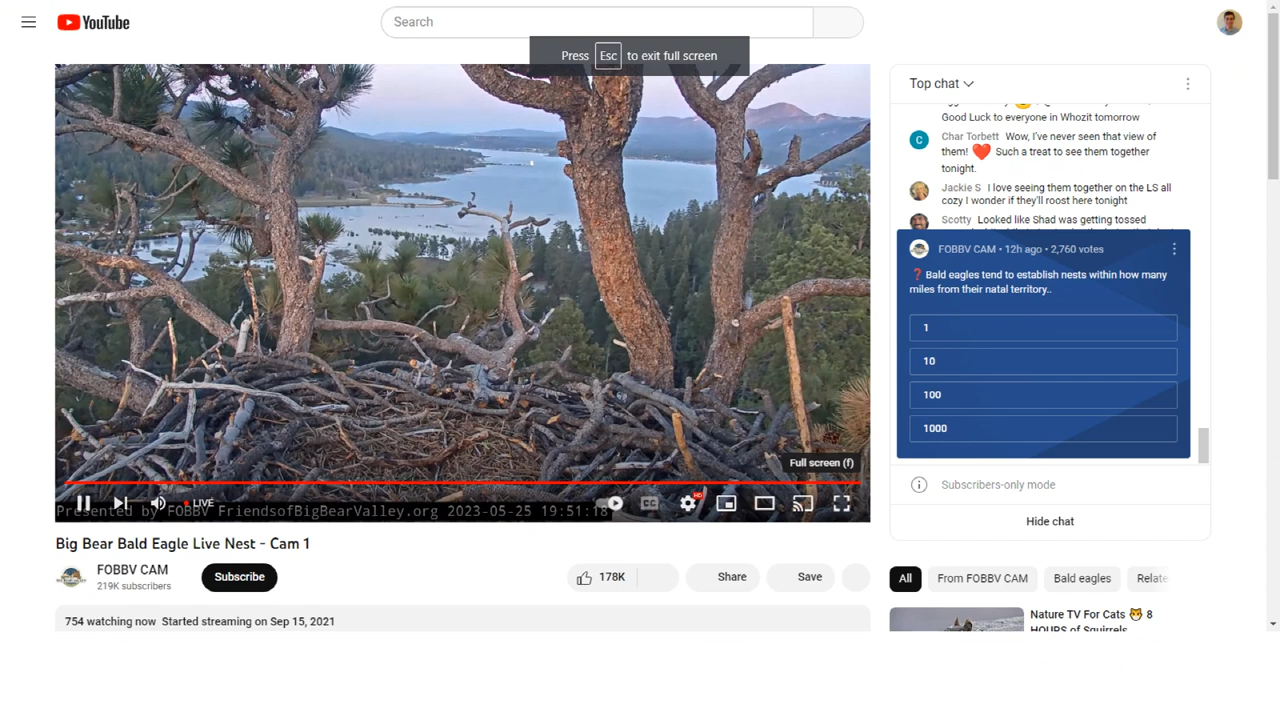 YouTube
Search
Press Esc to exit full screen
Top chat
Good Luck to everyone in Whozit tomorrow
C
Char Torbett Wow, I've never seen that view of
them! ❤️ Such a treat to see them together
tonight.
Jackie S I love seeing them together on the LS all
cozy I wonder if they'll roost here tonight
Scotty Looked like Shad was getting tossed
FOBBV CAM • 12h ago • 2,760 votes
❓ Bald eagles tend to establish nests within how many
miles from their natal territory..
1
10
100
1000
Subscribers-only mode
Hide chat
Full screen (f)
LIVE
CC
HD
Presented by FOBBV FriendsofBigBearValley.org 2023-05-25 19:51:18
Big Bear Bald Eagle Live Nest - Cam 1
FOBBV CAM
219K subscribers
Subscribe
178K
Share
Save
754 watching now Started streaming on Sep 15, 2021
All
From FOBBV CAM
Bald eagles
Relate
Nature TV For Cats 🐱 8
HOURS of Squirrels